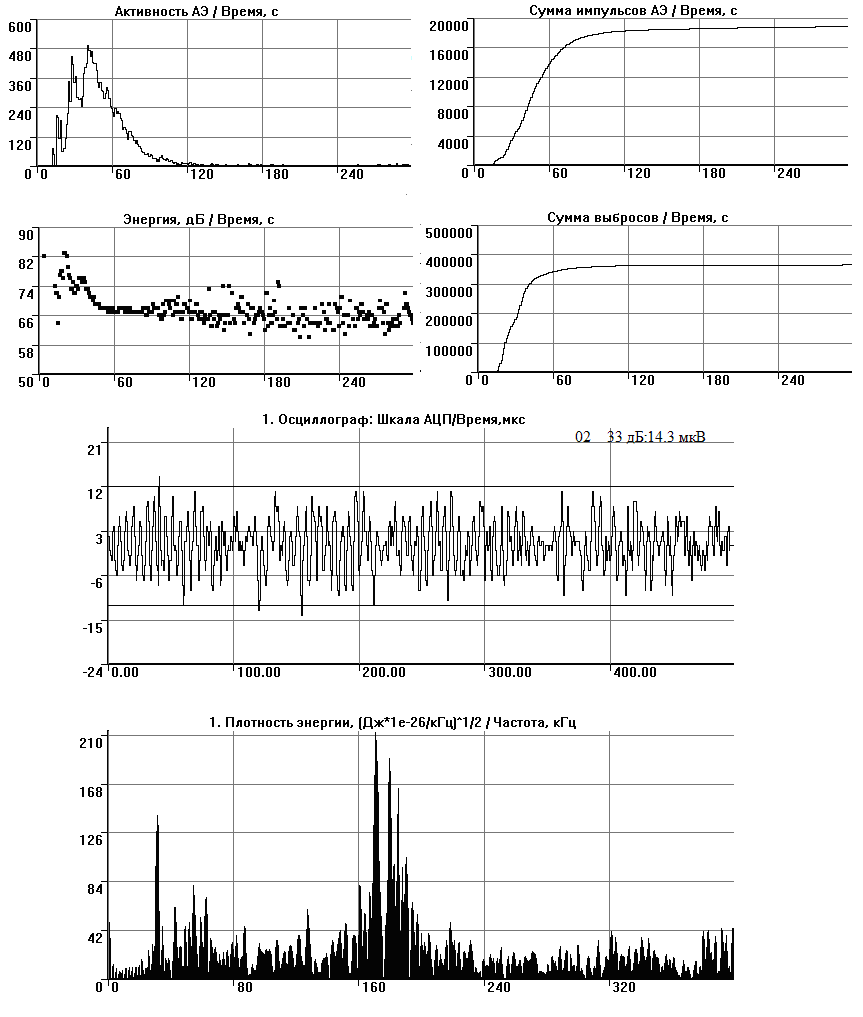 Активность АЭ / Время, с
600
480
360
240
120
0 0 60 120 180 240
Сумма импульсов АЭ / Время, с
20000
16000
12000
8000
4000
0 0 60 120 180 240
Энергия, дБ / Время, с
90
82
74
66
58
50 0 60 120 180 240
Сумма выбросов / Время, с
500000
400000
300000
200000
100000
0 0 60 120 180 240
1. Осциллограф: Шкала АЦП/Время,мкс
02 33 дБ:14.3 мкВ
21
12
3
-6
-15
-24 0.00 100.00 200.00 300.00 400.00
1. Плотность энергии, (Дж*1е-26/кГц)^1/2 / Частота, кГц
210
168
126
84
42
0 0 80 160 240 320